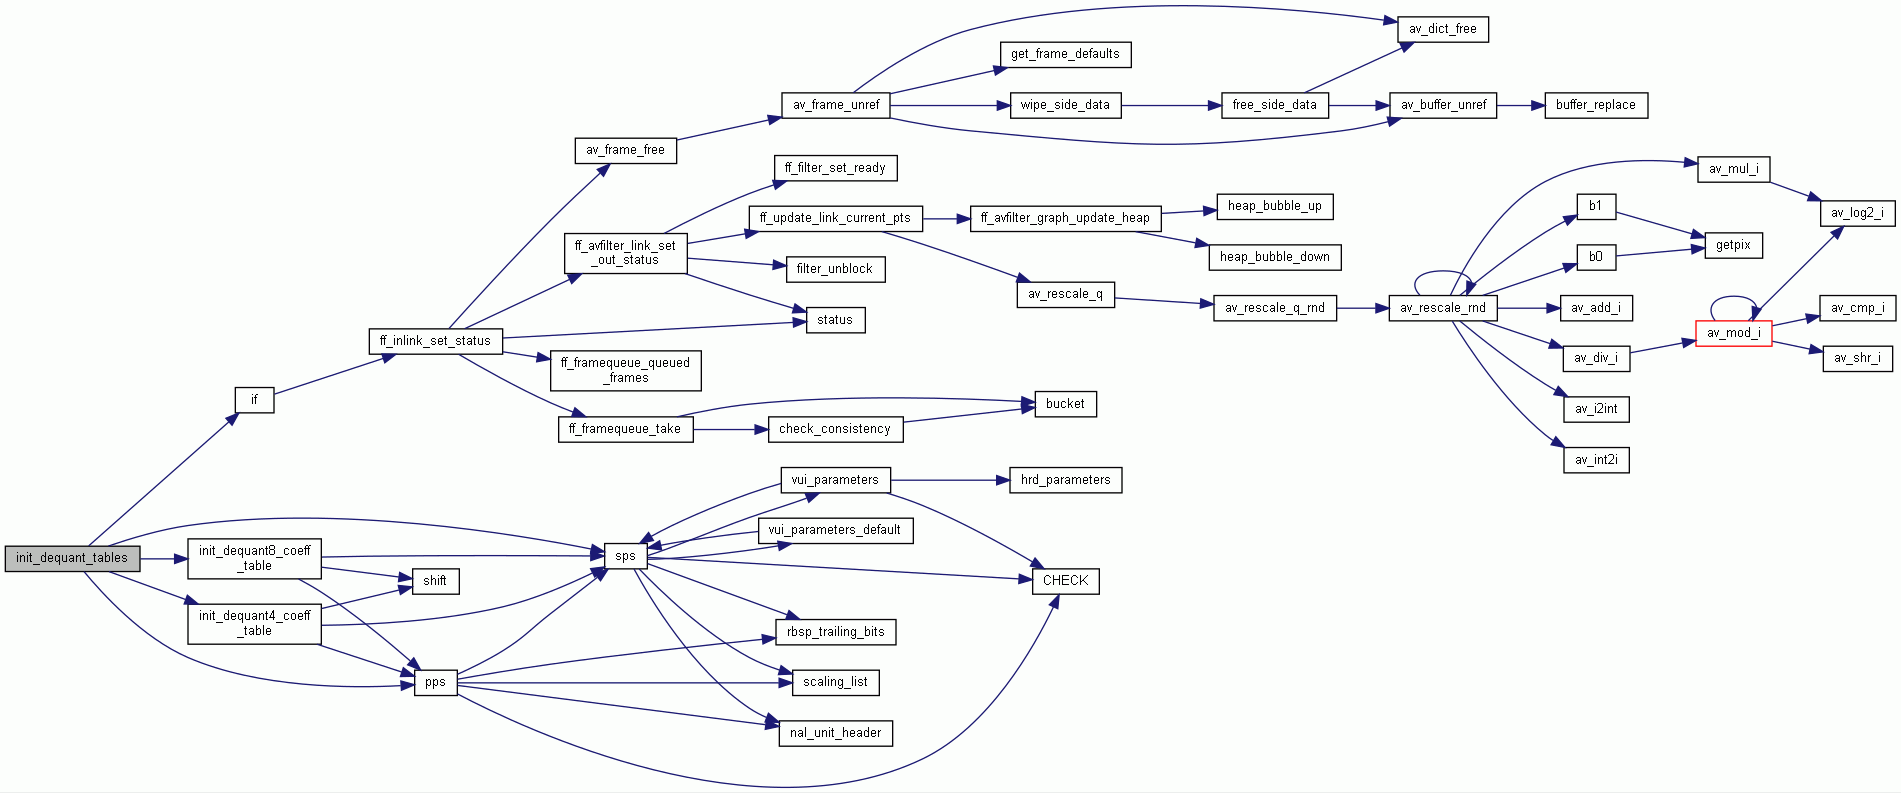 av_dict_free
get_frame_defaults
av_frame_unref
wipe_side_data
free_side_data
av_buffer_unref
buffer_replace
av_frame_free
ff_filter_set_ready
av_mul_i
ff_update_link_current_pts
ff_avfilter_graph_update_heap
heap_bubble_up
b1
av_log2_i
ff_avfilter_link_set
_out_status
filter_unblock
heap_bubble_down
b0
getpix
av_rescale_q
av_rescale_q_rnd
av_rescale_rnd
av_add_i
av_cmp_i
status
av_mod_i
ff_inlink_set_status
av_div_i
av_shr_i
ff_framequeue_queued
_frames
if
bucket
av_i2int
ff_framequeue_take
check_consistency
av_int2i
vui_parameters
hrd_parameters
vui_parameters_default
init_dequant_tables
init_dequant8_coeff
_table
sps
shift
CHECK
init_dequant4_coeff
_table
rbsp_trailing_bits
pps
scaling_list
nal_unit_header